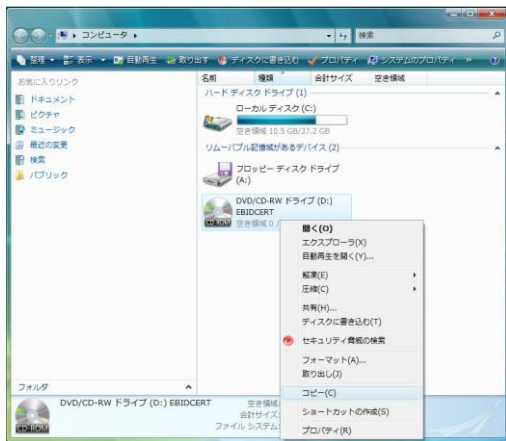 コンピュータ
検索
整理
表示
自動再生
取り出す
ディスクに書き込む
プロパティ
システムのプロパティ
»
お気に入りリンク
ドキュメント
ピクチャ
ミュージック
最近の変更
検索
パブリック
フォルダ
名前 種類 合計サイズ 空き領域
ハード ディスク ドライブ (1)
ローカル ディスク (C:)
空き領域 10.5 GB/37.2 GB
リムーバブル記憶域があるデバイス (2)
フロッピー ディスク ドライブ
(A:)
DVD/CD-RW ドライブ (D:)
EBIDCERT
空き領域 0
CD-ROM
開く(O)
エクスプローラ(X)
自動再生を開く(Y)...
解凍(E)
圧縮(C)
共有(H)...
ディスクに書き込む(T)
セキュリティ脅威の検索
フォーマット(A)...
取り出し(J)
コピー(C)
ショートカットの作成(S)
プロパティ(R)
DVD/CD-RW ドライブ (D:) EBIDCERT
空き領域:
合計サイズ:
ファイル システム:
CD-ROM